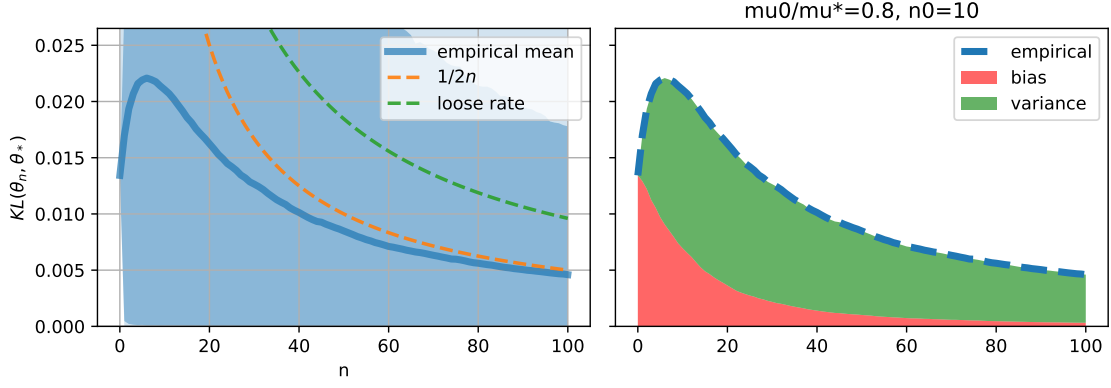 mu0/mu*=0.8, n0=10
0.025
0.020
0.015
0.010
0.005
0.000
KL(θₙ, θ*)
empirical mean
1/2n
loose rate
0 20 40 60 80 100
n
empirical
bias
variance
0 20 40 60 80 100